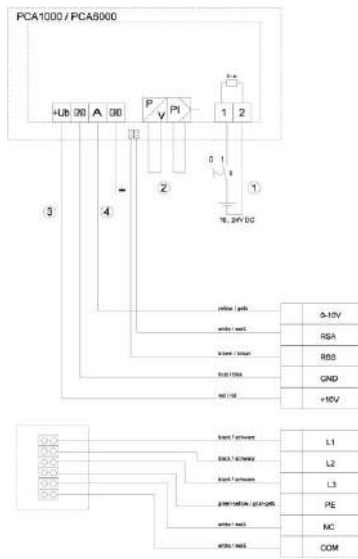 PCA1000 / PCA6000
+Ub
A
P
V
PI
1 2
0 1
③
④
②
①
10.. 24V DC
yellow / gelb
white / weiß
brown / braun
blue / blau
red / rot
0-10V
RSA
RSB
GND
+10V
black / schwarz
black / schwarz
black / schwarz
green-yellow / grün-gelb
white / weiß
white / weiß
L1
L2
L3
PE
NC
COM